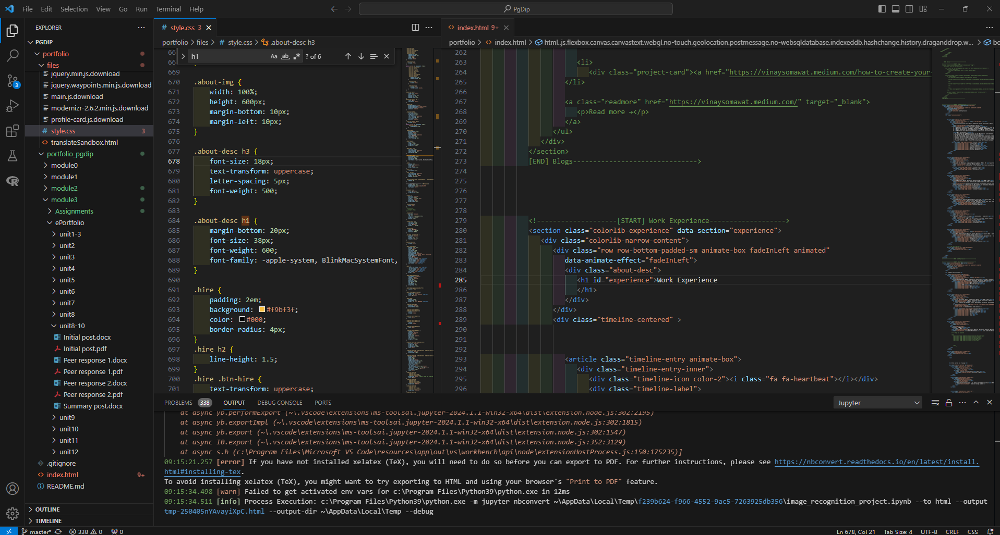 File Edit Selection View Go Run Terminal Help
PgDip
EXPLORER
PGDIP
portfolio
files
jquery.min.js.download
jquery.waypoints.min.js.download
main.js.download
modernizr-2.6.2.min.js.download
profile-card.js.download
# style.css 3
<> translateSandbox.html
portfolio_pgdip
module0
module1
module2
module3
Assignments
ePortfolio
unit1-3
unit2
unit3
unit4
unit5
unit6
unit7
unit8
unit8-10
Initial post.docx
Initial post.pdf
Peer response 1.docx
Peer response 1.pdf
Peer response 2.docx
Peer response 2.pdf
Summary post.docx
unit9
unit10
unit11
unit12
.gitignore
<> index.html 9+
README.md
OUTLINE
TIMELINE
# style.css 3
portfolio > files > # style.css > .about-desc h3
h1 Aa ab ? of 6
669
670 .about-img {
671 width: 100%;
672 height: 600px;
673 margin-bottom: 10px;
674 margin-left: 10px;
675 }
676
677 .about-desc h3 {
678 font-size: 18px;
679 text-transform: uppercase;
680 letter-spacing: 5px;
681 font-weight: 500;
682 }
683
684 .about-desc h1 {
685 margin-bottom: 20px;
686 font-size: 38px;
687 font-weight: 600;
688 font-family: -apple-system, BlinkMacSystemFont,
689 }
690
691 .hire {
692 padding: 2em;
693 background: #f9bf3f;
694 color: #000;
695 border-radius: 4px;
696 }
697 .hire h2 {
698 line-height: 1.5;
699 }
700 .hire .btn-hire {
701 text-transform: uppercase;
<> index.html 9+
portfolio > <> index.html > html.js.flexbox.canvas.canvastext.webgl.no-touch.geolocation.postmessage.no-websqldatabase.indexeddb.hashchange.history.draganddrop.w... > bo
262
263 <li>
264 <div class="project-card"><a href="https://vinaysomawat.medium.com/how-to-create-your-
265 </li>
266
267 <a class="readmore" href="https://vinaysomawat.medium.com/" target="_blank">
268 <p>Read more →</p>
269 </a>
270 </ul>
271 </div>
272 </section>
273 [END] Blogs------------------------------->
274
275
276
277
278
279 <!--------------------[START] Work Experience------------------->
280 <section class="colorlib-experience" data-section="experience">
281 <div class="colorlib-narrow-content">
282 <div class="row row-bottom-padded-sm animate-box fadeInLeft animated"
283 data-animate-effect="fadeInLeft">
284 <div class="about-desc">
285 <h1 id="experience">Work Experience
286 </h1>
287 </div>
288 </div>
289 <div class="timeline-centered" >
290
291
292
293 <article class="timeline-entry animate-box">
294 <div class="timeline-entry-inner">
295 <div class="timeline-icon color-2"><i class="fa fa-heartbeat"></i></div>
296 <div class="timeline-label">
PROBLEMS 338 OUTPUT DEBUG CONSOLE PORTS Jupyter
at async yb.performExport (~\.vscode\extensions\ms-toolsai.jupyter-2024.1.1-win32-x64\dist\extension.node.js:302:2195)
at async yb.exportImpl (~\.vscode\extensions\ms-toolsai.jupyter-2024.1.1-win32-x64\dist\extension.node.js:302:1815)
at async yb.export (~\.vscode\extensions\ms-toolsai.jupyter-2024.1.1-win32-x64\dist\extension.node.js:302:1547)
at async I0.export (~\.vscode\extensions\ms-toolsai.jupyter-2024.1.1-win32-x64\dist\extension.node.js:352:3129)
at async s.h (c:\Program Files\Microsoft VS Code\resources\app\out\vs\workbench\api\node\extensionHostProcess.js:150:175235)]
09:15:21.257 [error] If you have not installed xelatex (TeX), you will need to do so before you can export to PDF. For further instructions, please see https://nbconvert.readthedocs.io/en/latest/install.
html#installing-tex.
To avoid installing xelatex (TeX), you might want to try exporting to HTML and using your browser's "Print to PDF" feature.
09:15:34.498 [warn] Failed to get activated env vars for c:\Program Files\Python39\python.exe in 12ms
09:15:34.511 [info] Process Execution: c:\Program Files\Python39\python.exe -m jupyter nbconvert ~\AppData\Local\Temp\f239b624-f966-4552-9ac5-7263925db356\image_recognition_project.ipynb --to html --output
tmp-250405nYAvayiXpC.html --output-dir ~\AppData\Local\Temp --debug
master* 338 0 0 Ln 678, Col 21 Tab Size: 4 UTF-8 CRLF CSS